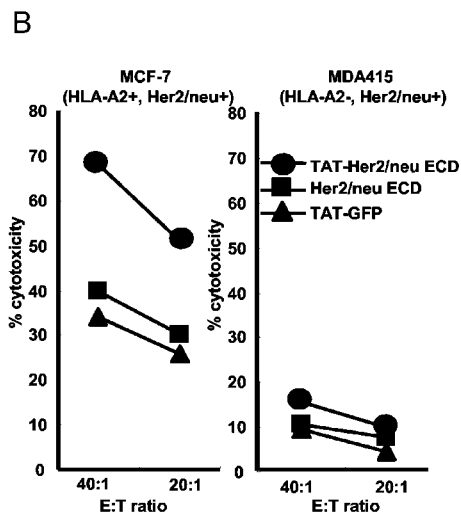 B
MCF-7
(HLA-A2+, Her2/neu+)
% cytotoxicity
80
70
60
50
40
30
20
10
0
40:1
20:1
E:T ratio
MDA415
(HLA-A2-, Her2/neu+)
% cytotoxicity
80
70
60
50
40
30
20
10
0
TAT-Her2/neu ECD
Her2/neu ECD
TAT-GFP
40:1
20:1
E:T ratio